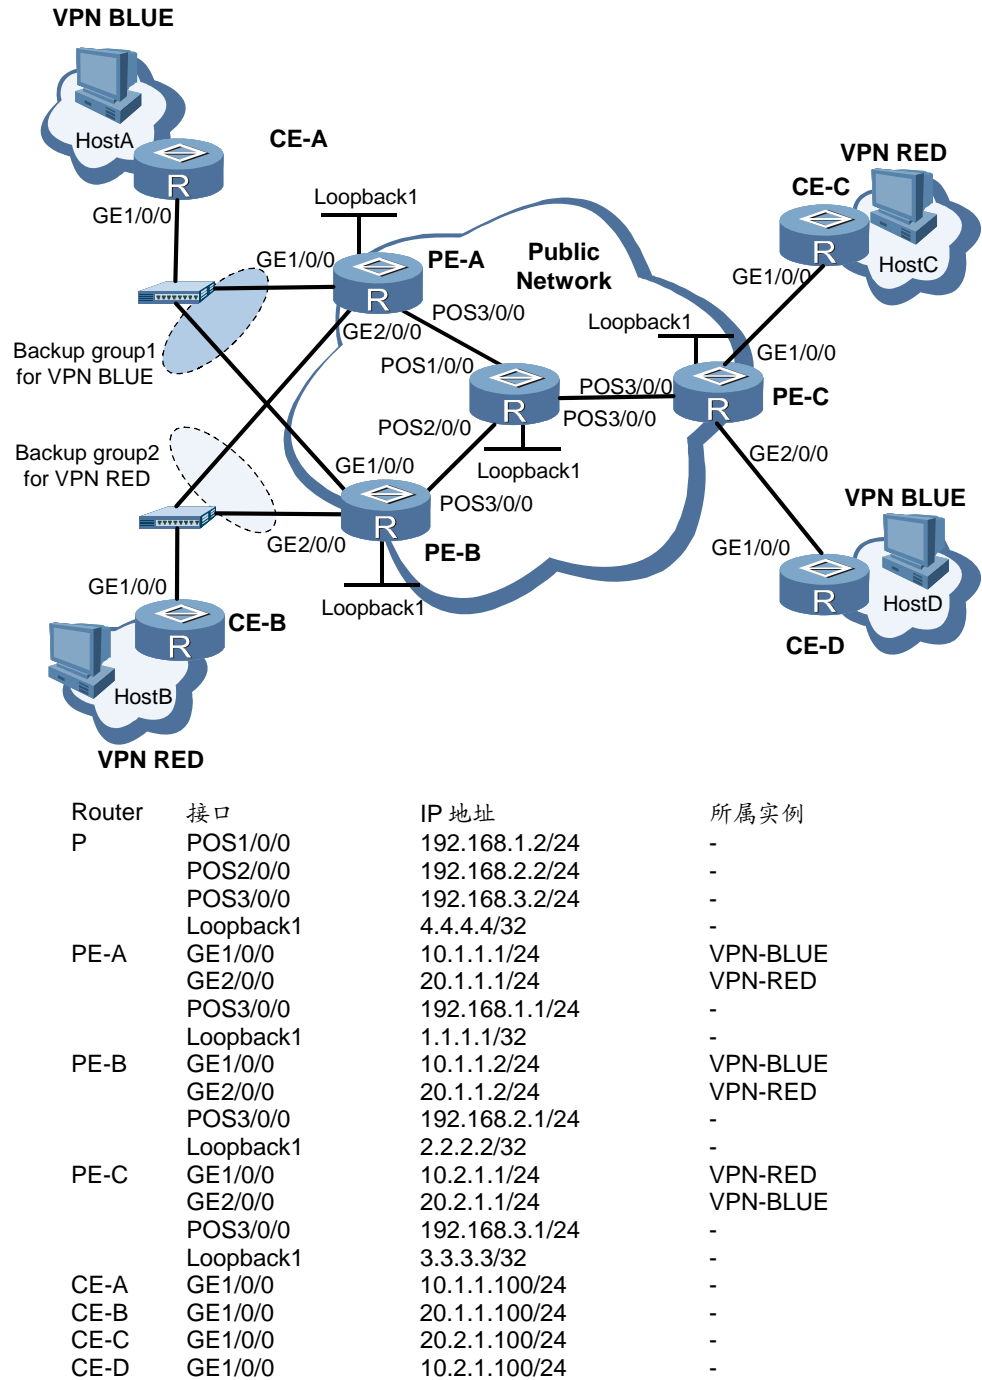 VPN BLUE
HostA
CE-A
R
GE1/0/0
Loopback1
VPN RED
CE-C
R
HostC
GE1/0/0
GE1/0/0
PE-A
R
Public
Network
POS3/0/0
GE2/0/0
Loopback1
Backup group1
for VPN BLUE
POS1/0/0
GE1/0/0
POS3/0/0
PE-C
R
R
POS3/0/0
POS2/0/0
Backup group2
for VPN RED
GE1/0/0
Loopback1
GE2/0/0
POS3/0/0
VPN BLUE
R
GE2/0/0
PE-B
GE1/0/0
GE1/0/0
Loopback1
R
HostD
CE-B
R
CE-D
HostB
VPN RED
Router 接口 IP 地址 所属实例
P POS1/0/0 192.168.1.2/24 -
POS2/0/0 192.168.2.2/24 -
POS3/0/0 192.168.3.2/24 -
Loopback1 4.4.4.4/32 -
PE-A GE1/0/0 10.1.1.1/24 VPN-BLUE
GE2/0/0 20.1.1.1/24 VPN-RED
POS3/0/0 192.168.1.1/24 -
Loopback1 1.1.1.1/32 -
PE-B GE1/0/0 10.1.1.2/24 VPN-BLUE
GE2/0/0 20.1.1.2/24 VPN-RED
POS3/0/0 192.168.2.1/24 -
Loopback1 2.2.2.2/32 -
PE-C GE1/0/0 10.2.1.1/24 VPN-RED
GE2/0/0 20.2.1.1/24 VPN-BLUE
POS3/0/0 192.168.3.1/24 -
Loopback1 3.3.3.3/32 -
CE-A GE1/0/0 10.1.1.100/24 -
CE-B GE1/0/0 20.1.1.100/24 -
CE-C GE1/0/0 20.2.1.100/24 -
CE-D GE1/0/0 10.2.1.100/24 -